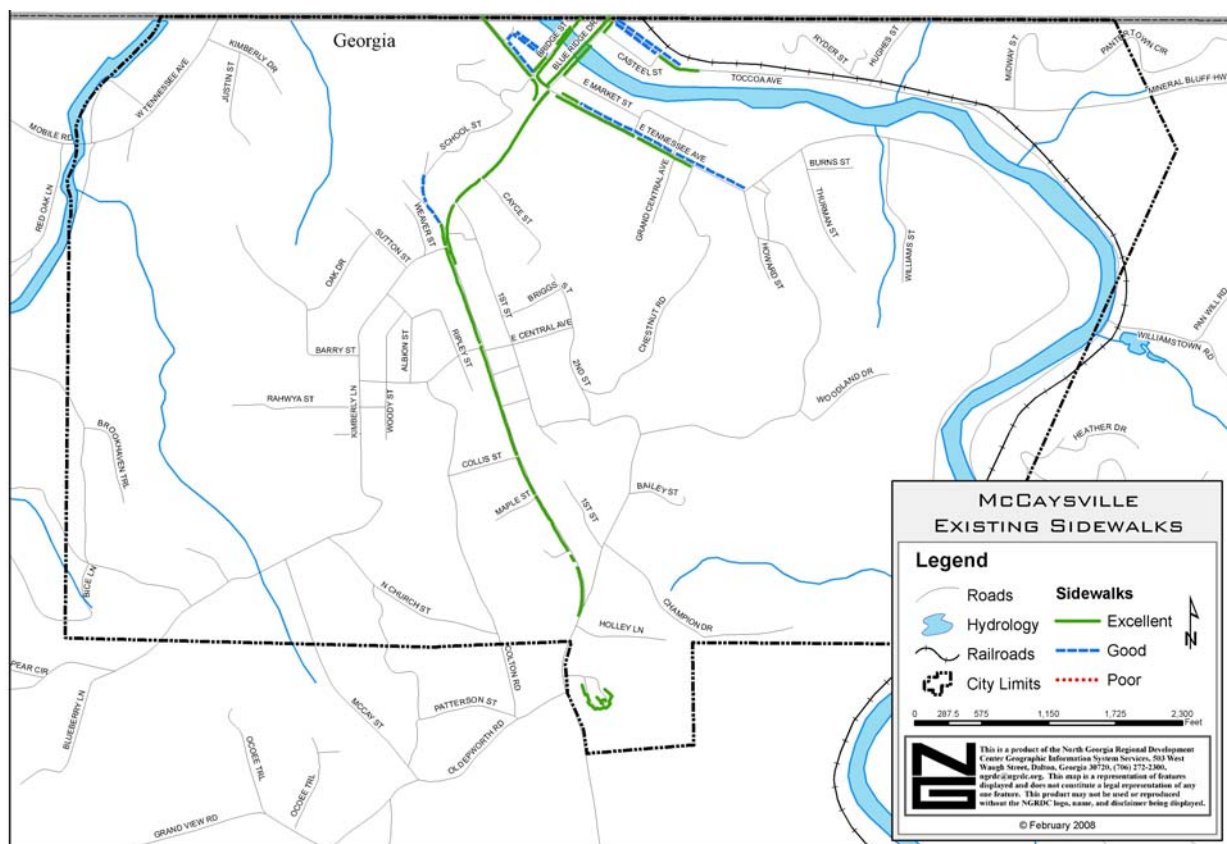 Georgia
BRIDGE ST
BLUE RIDGE DR
KIMBERLY DR
JUSTIN ST
W TENNESSEE AVE
MOBILE RD
RED OAK LN
CASTEEL ST
TOCCOA AVE
RYDER ST
HUGHES ST
MIDWAY ST
PANTERTOWN CIR
MINERAL BLUFF HWY
E MARKET ST
E TENNESSEE AVE
SCHOOL ST
BURNS ST
THURMAN ST
WILLIAMS ST
GRAND CENTRAL AVE
HOWARD ST
CAYCE ST
WEAVER ST
SUTTON ST
OAK DR
1ST ST
BRIGGS ST
E CENTRAL AVE
CHESTNUT RD
PAN WILL RD
WILLIAMSTOWN RD
BARRY ST
ALBION ST
RIPLEY ST
2ND ST
WOODLAND DR
RAHWYA ST
KIMBERLY LN
WOODY ST
BROOKHAVEN TRL
HEATHER DR
COLLIS ST
MAPLE ST
1ST ST
BAILEY ST
BICE LN
N CHURCH ST
CHAMPION DR
HOLLEY LN
PEAR CIR
BLUEBERRY LN
COLTON RD
MCCAY ST
PATTERSON ST
OLD EPWORTH RD
OCOEE TRL
OCOEE TRL
GRAND VIEW RD
McCaysville
Existing Sidewalks
Legend
Roads
Hydrology
Railroads
City Limits
Sidewalks
Excellent
Good
Poor
N
0 287.5 575 1,150 1,725 2,300
Feet
NG
This is a product of the North Georgia Regional Development
Center Geographic Information System Services, 503 West
Waugh Street, Dalton, Georgia 30720, (706) 272-2300,
ngrdc@ngrdc.org. This map is a representation of features
displayed and does not constitute a legal representation of any
one feature. This product may not be used or reproduced
without the NGRDC logo, name, and disclaimer being displayed.
© February 2008